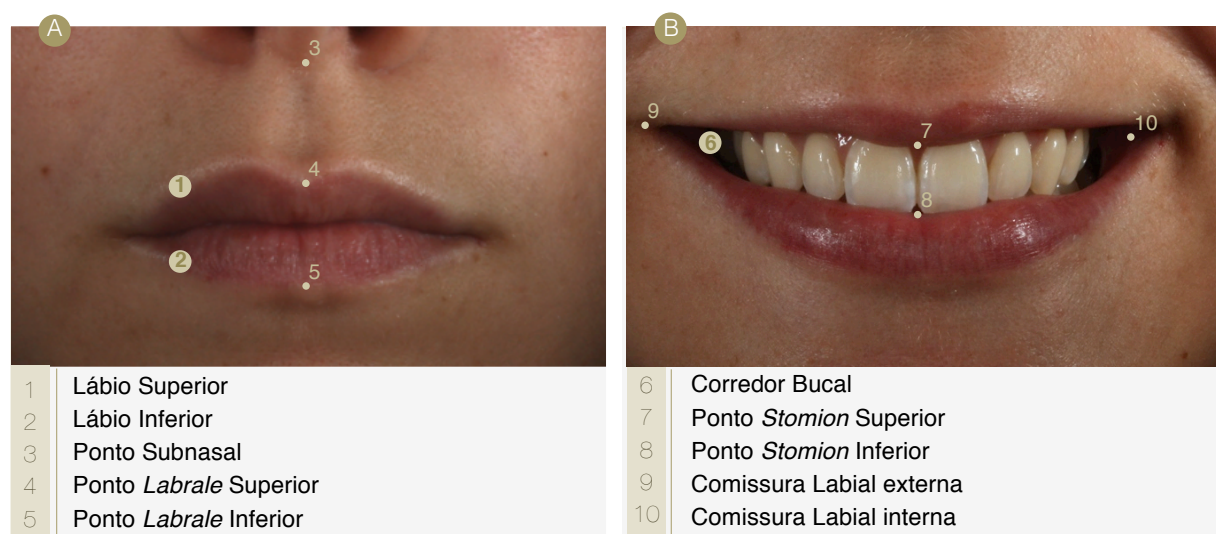 A
3
4
1
2
5
1 Lábio Superior
2 Lábio Inferior
3 Ponto Subnasal
4 Ponto Labrale Superior
5 Ponto Labrale Inferior
B
9
10
7
6
8
6 Corredor Bucal
7 Ponto Stomion Superior
8 Ponto Stomion Inferior
9 Comissura Labial externa
10 Comissura Labial interna